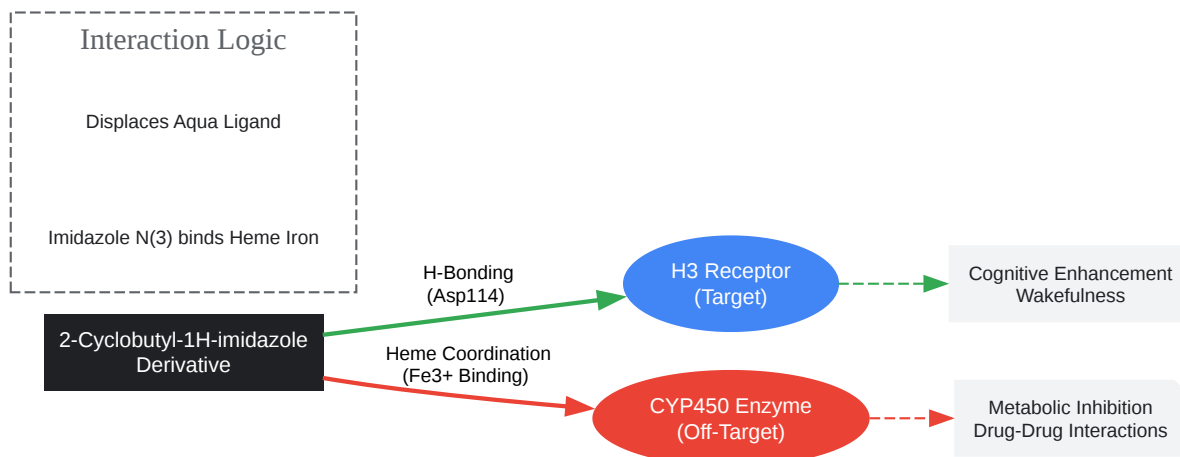 Interaction Logic
Displaces Aqua Ligand
Imidazole N(3) binds Heme Iron
2-Cyclobutyl-1H-imidazole
Derivative
H-Bonding
(Asp114)
Heme Coordination
(Fe3+ Binding)
H3 Receptor
(Target)
CYP450 Enzyme
(Off-Target)
Cognitive Enhancement
Wakefulness
Metabolic Inhibition
Drug-Drug Interactions